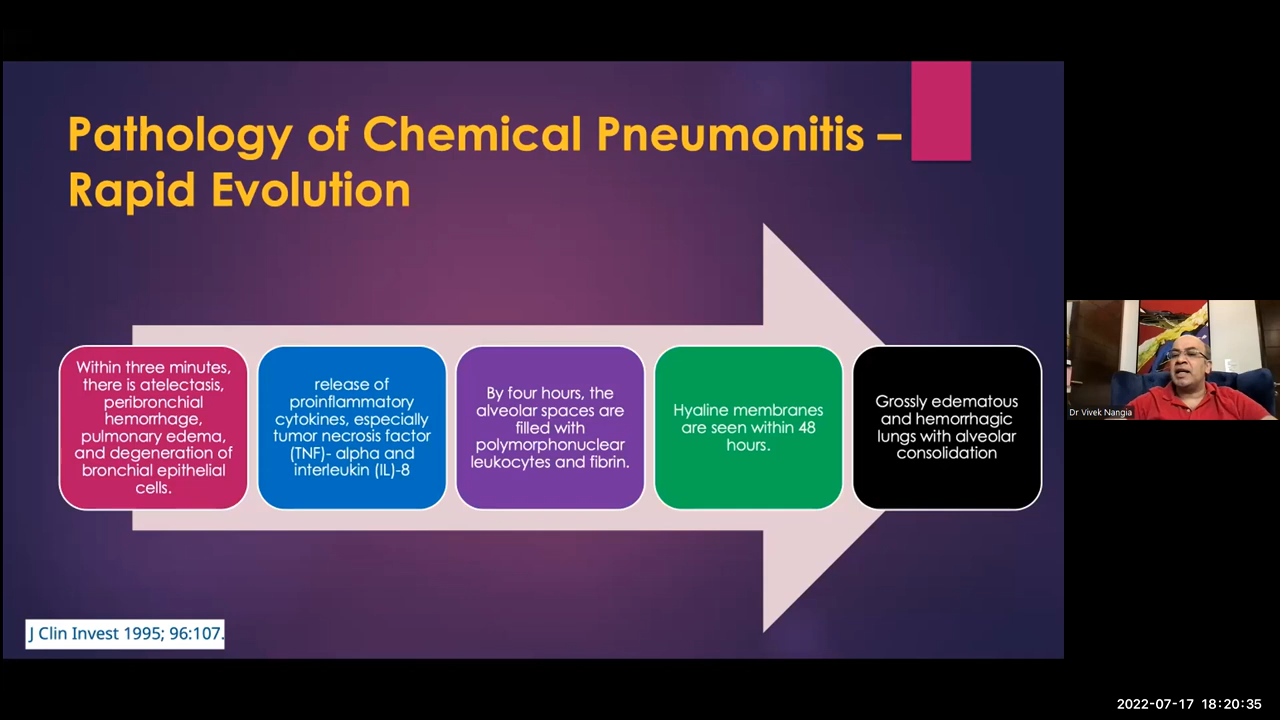 Pathology of Chemical Pneumonitis –
Rapid Evolution
Within three minutes,
there is atelectasis,
peribronchial
hemorrhage,
pulmonary edema,
and degeneration of
bronchial epithelial
cells.
release of
proinflammatory
cytokines, especially
tumor necrosis factor
(TNF)- alpha and
interleukin (IL)-8
By four hours, the
alveolar spaces are
filled with
polymorphonuclear
leukocytes and fibrin.
Hyaline membranes
are seen within 48
hours.
Grossly edematous
and hemorrhagic
lungs with alveolar
consolidation
J Clin Invest 1995; 96:107.
Dr Vivek Nangia
2022-07-17 18:20:35